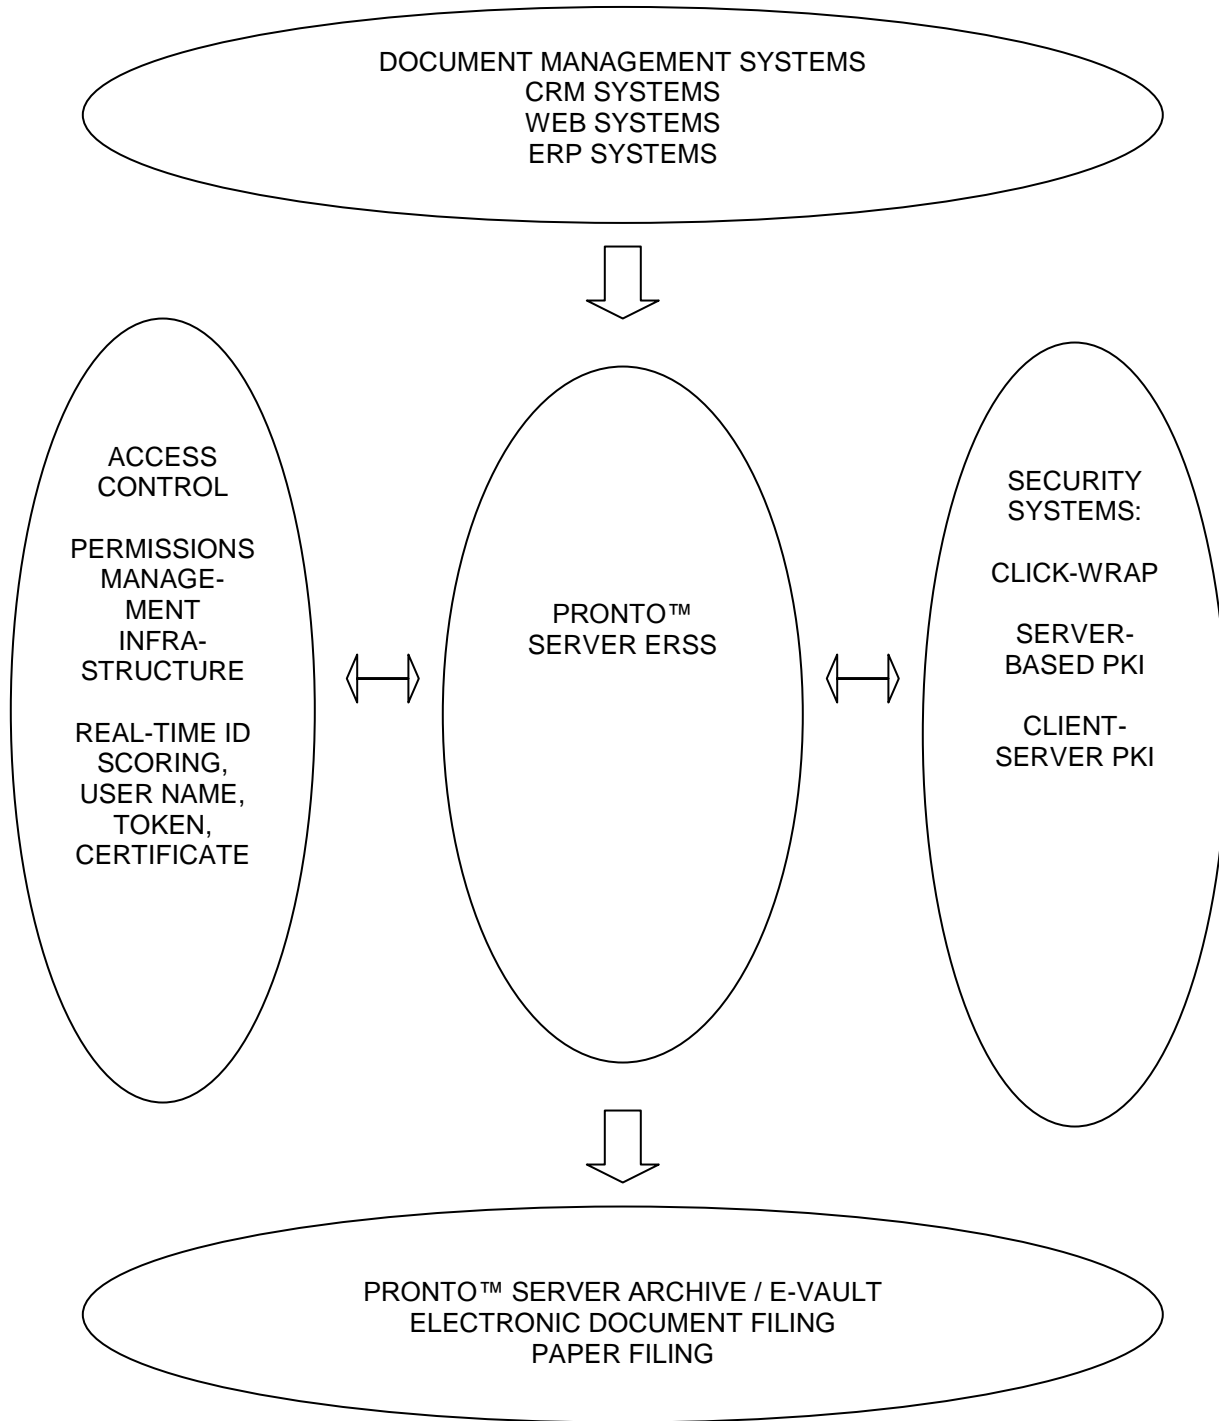 DOCUMENT MANAGEMENT SYSTEMS
CRM SYSTEMS
WEB SYSTEMS
ERP SYSTEMS
ACCESS
CONTROL
PERMISSIONS
MANAGE-
MENT
INFRA-
STRUCTURE
REAL-TIME ID
SCORING,
USER NAME,
TOKEN,
CERTIFICATE
PRONTO™
SERVER ERSS
SECURITY
SYSTEMS:
CLICK-WRAP
SERVER-
BASED PKI
CLIENT-
SERVER PKI
PRONTO™ SERVER ARCHIVE / E-VAULT
ELECTRONIC DOCUMENT FILING
PAPER FILING